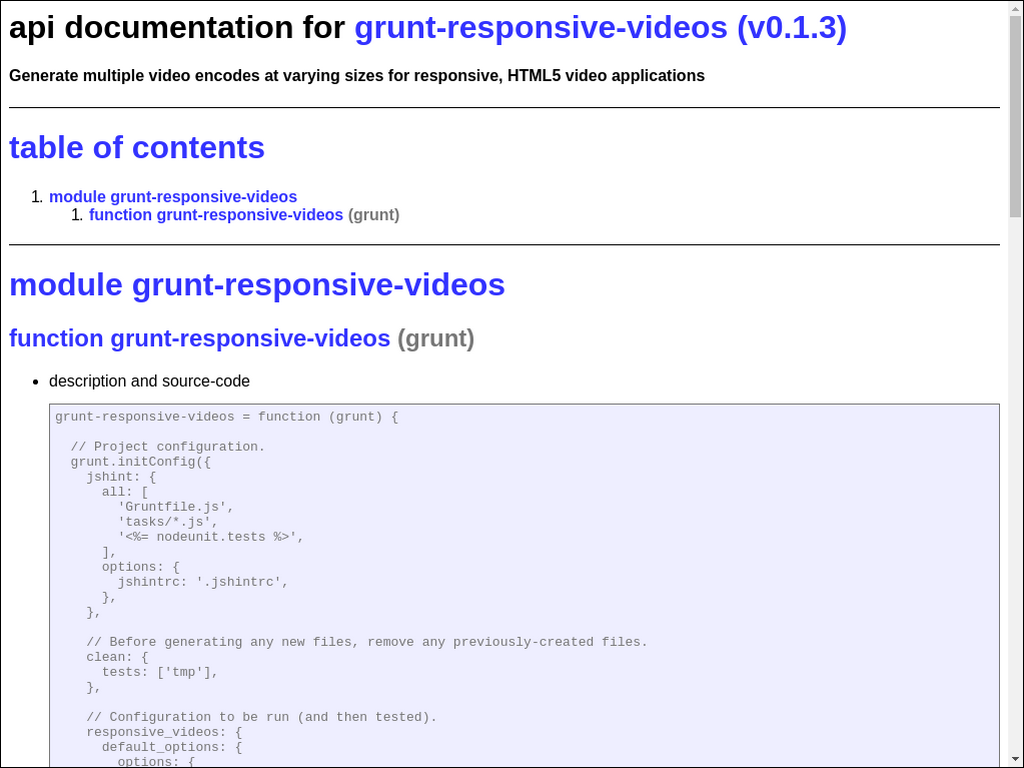 api documentation for grunt-responsive-videos (v0.1.3)
Generate multiple video encodes at varying sizes for responsive, HTML5 video applications
table of contents
1. module grunt-responsive-videos
1. function grunt-responsive-videos (grunt)
module grunt-responsive-videos
function grunt-responsive-videos (grunt)
• description and source-code
grunt-responsive-videos = function (grunt) {
  // Project configuration.
  grunt.initConfig({
    jshint: {
      all: [
        'Gruntfile.js',
        'tasks/*.js',
        '<%= nodeunit.tests %>',
      ],
      options: {
        jshintrc: '.jshintrc',
      },
    },
    // Before generating any new files, remove any previously-created files.
    clean: {
      tests: ['tmp'],
    },
    // Configuration to be run (and then tested).
    responsive_videos: {
      default_options: {
        options: {